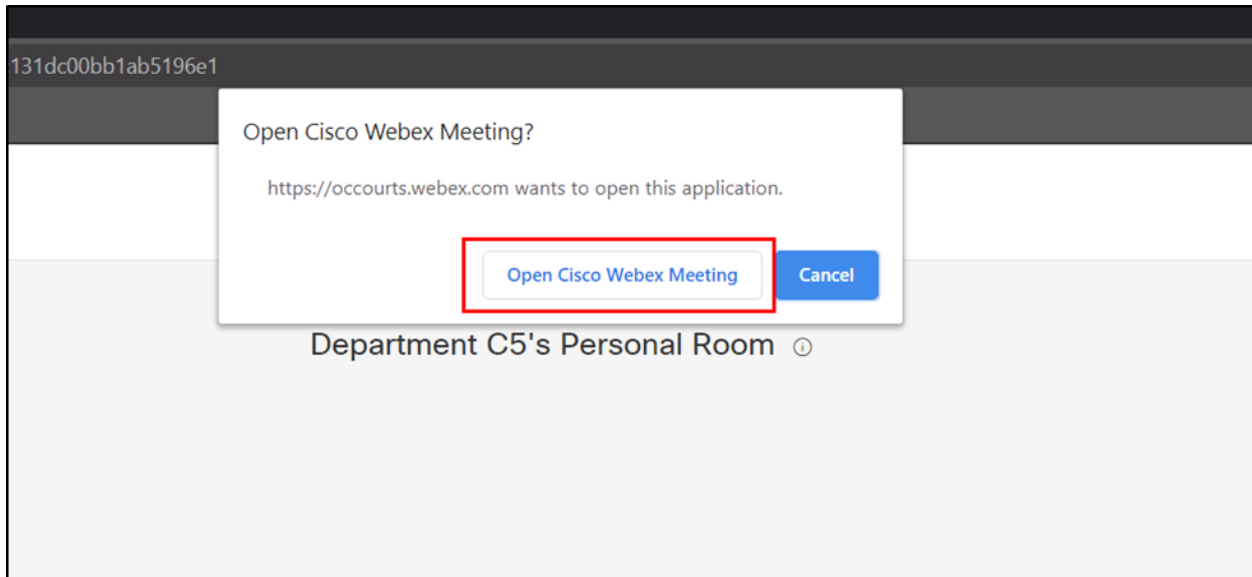 131dc00bb1ab5196e1
Open Cisco Webex Meeting?
https://occourts.webex.com wants to open this application.
Open Cisco Webex Meeting
Cancel
Department C5's Personal Room